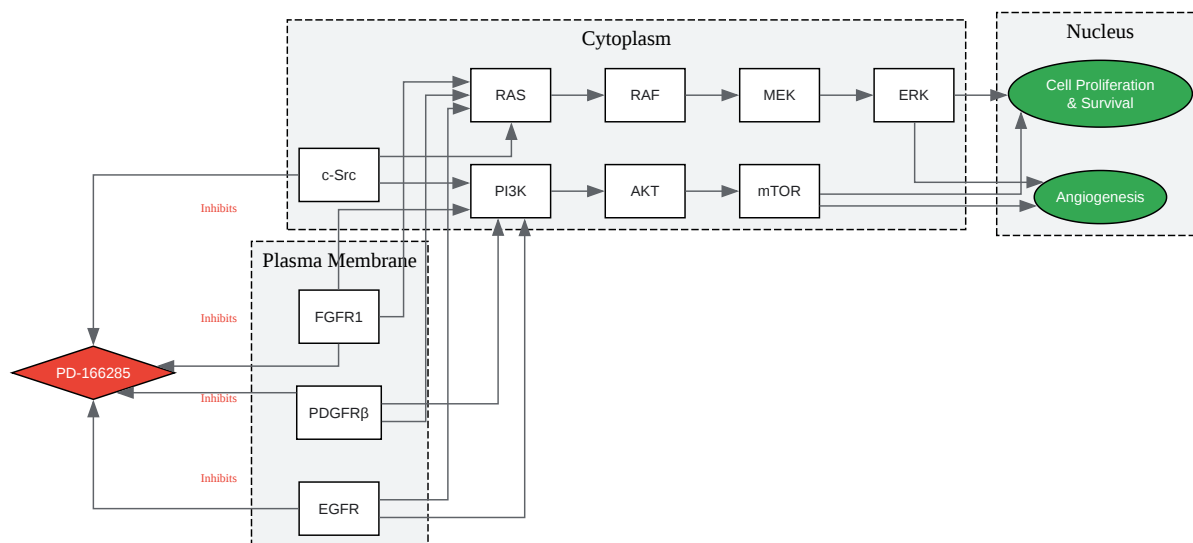 Cytoplasm
Nucleus
RAS
RAF
MEK
ERK
Cell Proliferation
& Survival
c-Src
PI3K
AKT
mTOR
Angiogenesis
Inhibits
Plasma Membrane
FGFR1
Inhibits
PD-166285
Inhibits
PDGFRβ
Inhibits
EGFR